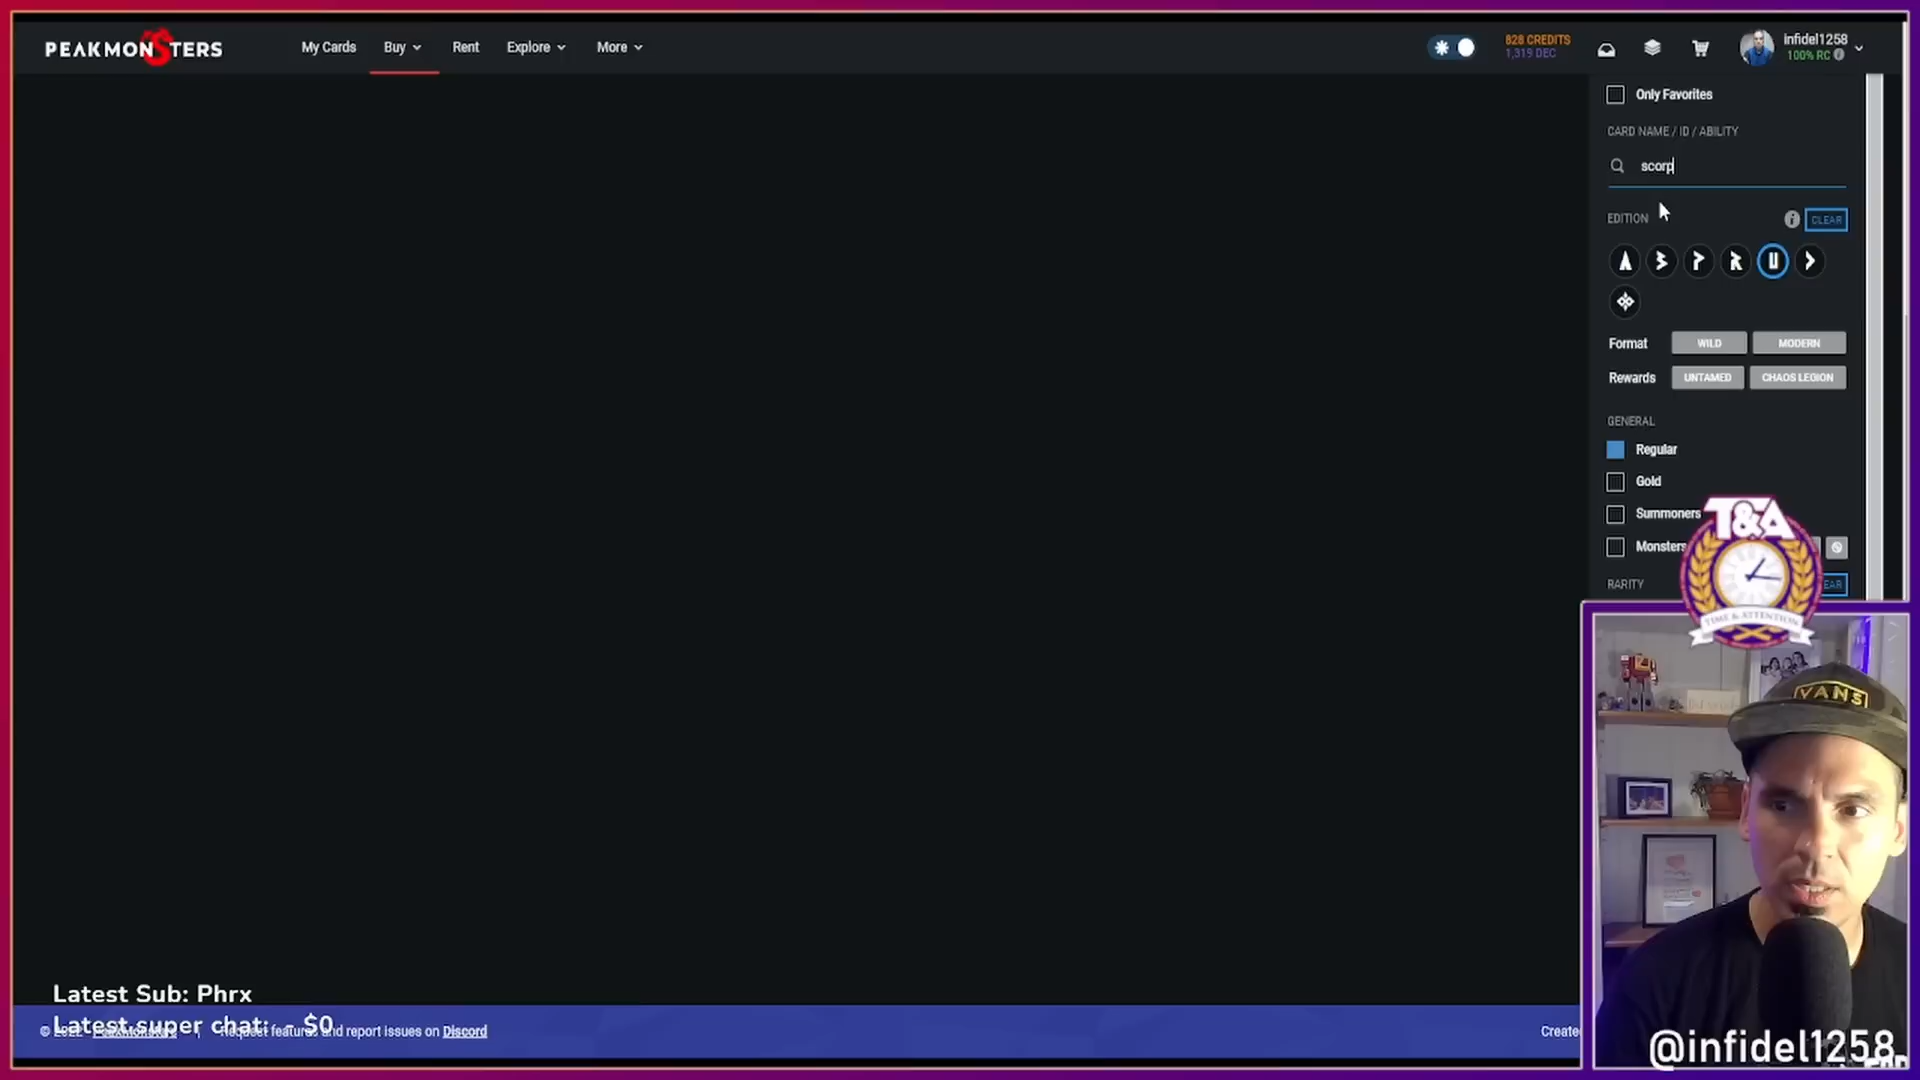 PEAKMONSTERS
My Cards
Buy
Rent
Explore
More
828 CREDITS
1,319 DEC
infidel1258
100% RC
Only Favorites
CARD NAME / ID / ABILITY
scorp
EDITION
CLEAR
Format
WILD
MODERN
Rewards
UNTAMED
CHAOS LEGION
GENERAL
Regular
Gold
Summoners
Monsters
RARITY
T&A
TIME & ATTENTION
VANS
Latest Sub: Phrx
Latest super chat: - $0
Request features and report issues on Discord
Create
@infidel1258